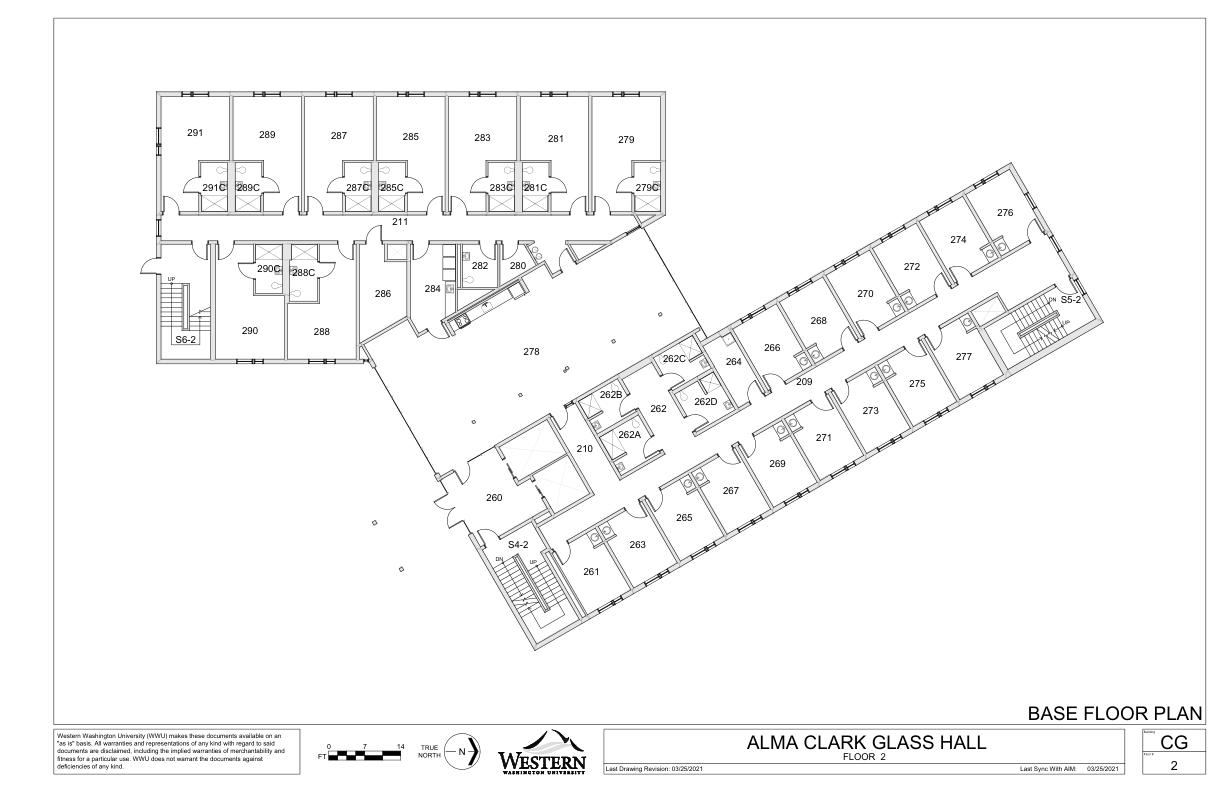 291
289
287
285
283
281
279
291C
289C
287C
285C
283C
281C
279C
211
276
274
272
270
268
266
264
290C
288C
282
280
286
284
290
288
278
UP
S6-2
DN
S5-2
277
275
273
271
269
267
265
263
261
209
262C
262D
262
262B
262A
210
260
S4-2
DN
UP
BASE FLOOR PLAN
Western Washington University (WWU) makes these documents available on an
"as is" basis. All warranties and representations of any kind with regard to said
documents are disclaimed, including the implied warranties of merchantability and
fitness for a particular use. WWU does not warrant the documents against
deficiencies of any kind.
0 7 14
FT
TRUE
NORTH
N
WESTERN
WASHINGTON UNIVERSITY
ALMA CLARK GLASS HALL
FLOOR 2
Last Drawing Revision: 03/25/2021
Last Sync With AIM: 03/25/2021
Building
CG
2